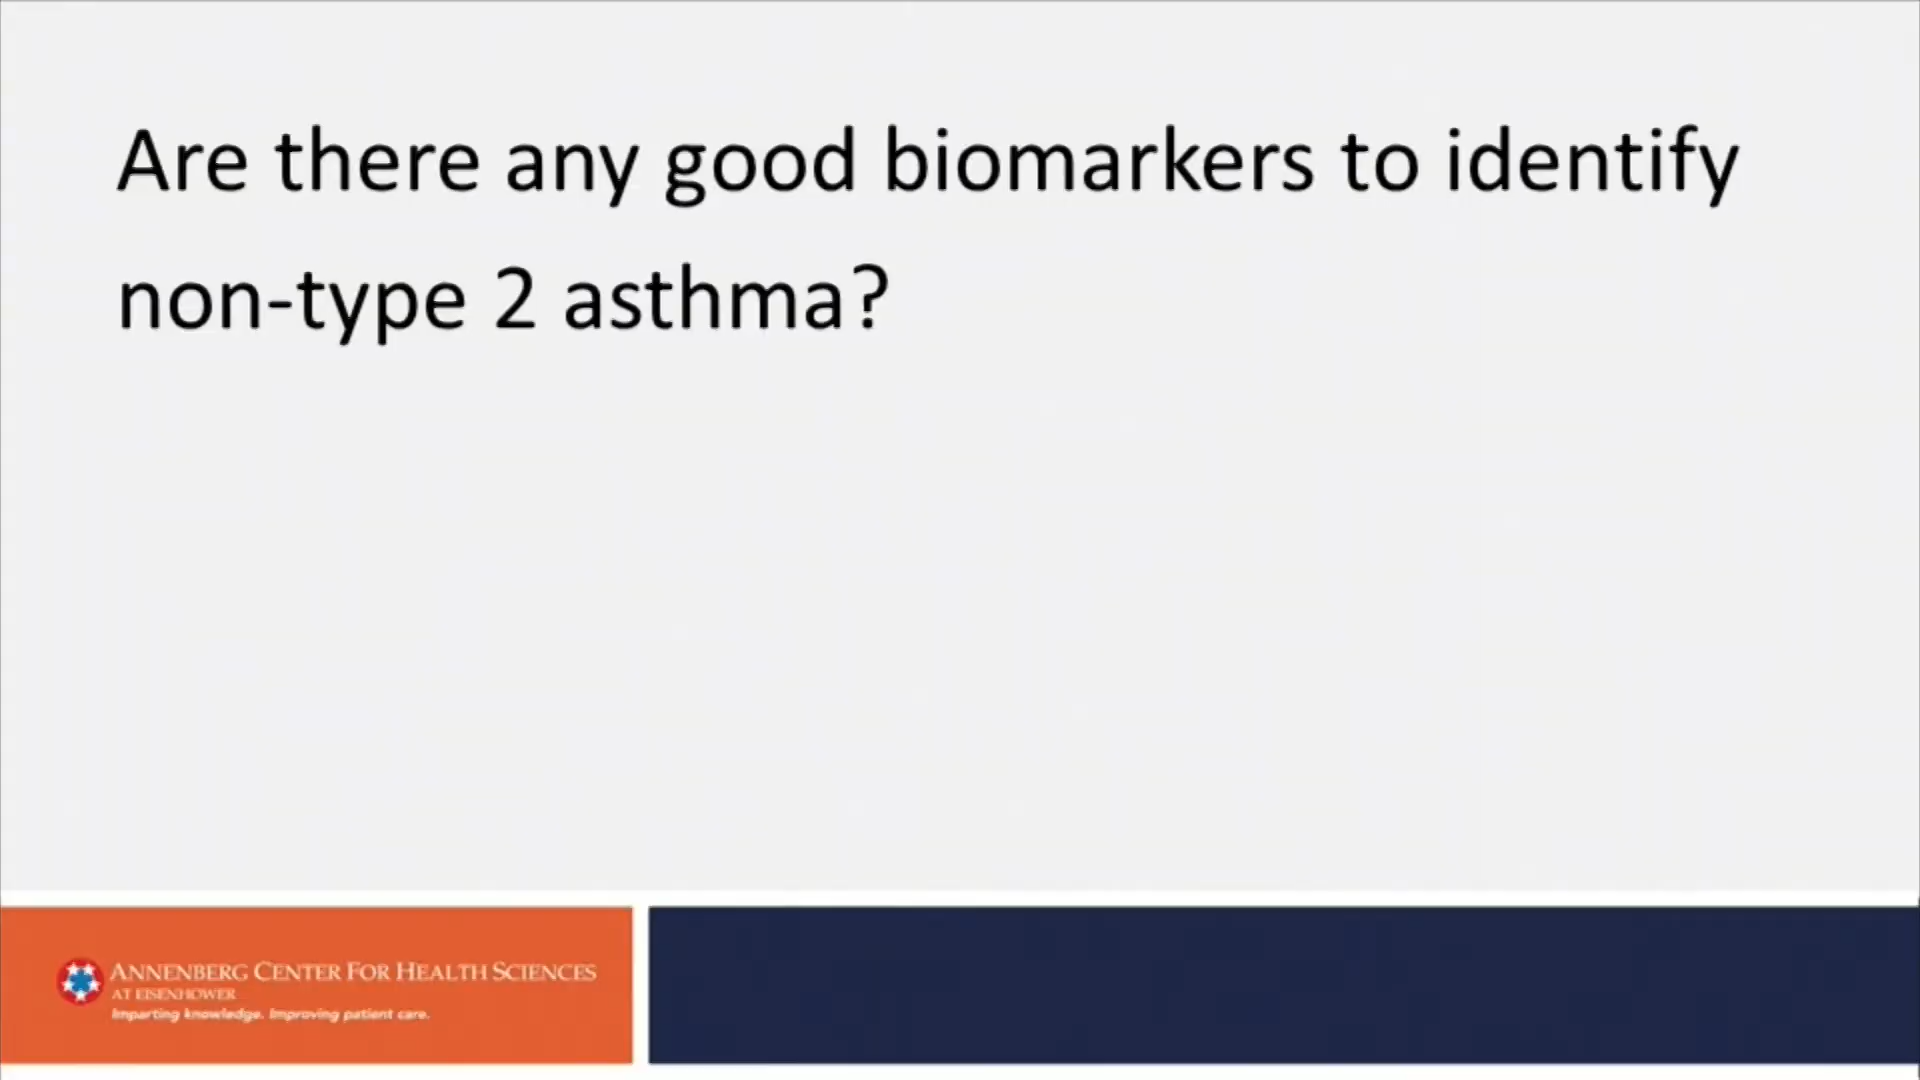 Are there any good biomarkers to identify
non-type 2 asthma?
ANNENBERG CENTER FOR HEALTH SCIENCES
AT EISENHOWER
Imparting knowledge. Improving patient care.